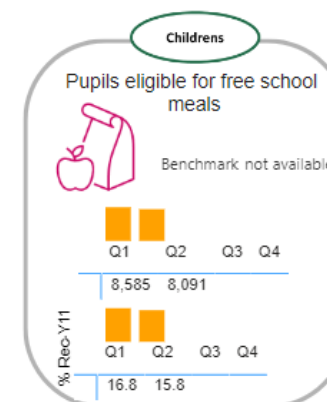 Childrens
Pupils eligible for free school
meals
Benchmark not available
Q1 Q2 Q3 Q4
8,585 8,091
% Rec-Y11
Q1 Q2 Q3 Q4
16.8 15.8